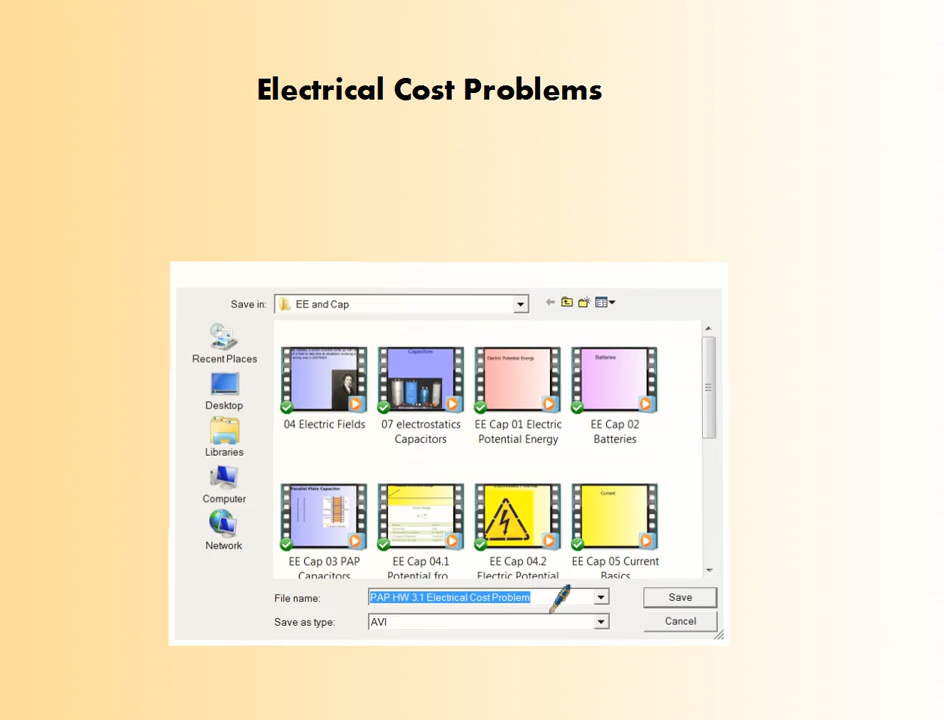 Electrical Cost Problems
Save in:
EE and Cap
Recent Places
Desktop
Libraries
Computer
Network
Capacitors
Electric Potential Energy
Batteries
04 Electric Fields
07 electrostatics
Capacitors
EE Cap 01 Electric
Potential Energy
EE Cap 02
Batteries
Parallel Plate Capacitor
Current
EE Cap 03 PAP
Capacitors
EE Cap 04.1
Potential fro
EE Cap 04.2
Electric Potential
EE Cap 05 Current
Basics
File name:
PAP HW 3.1 Electrical Cost Problem
Save
Save as type:
AVI
Cancel